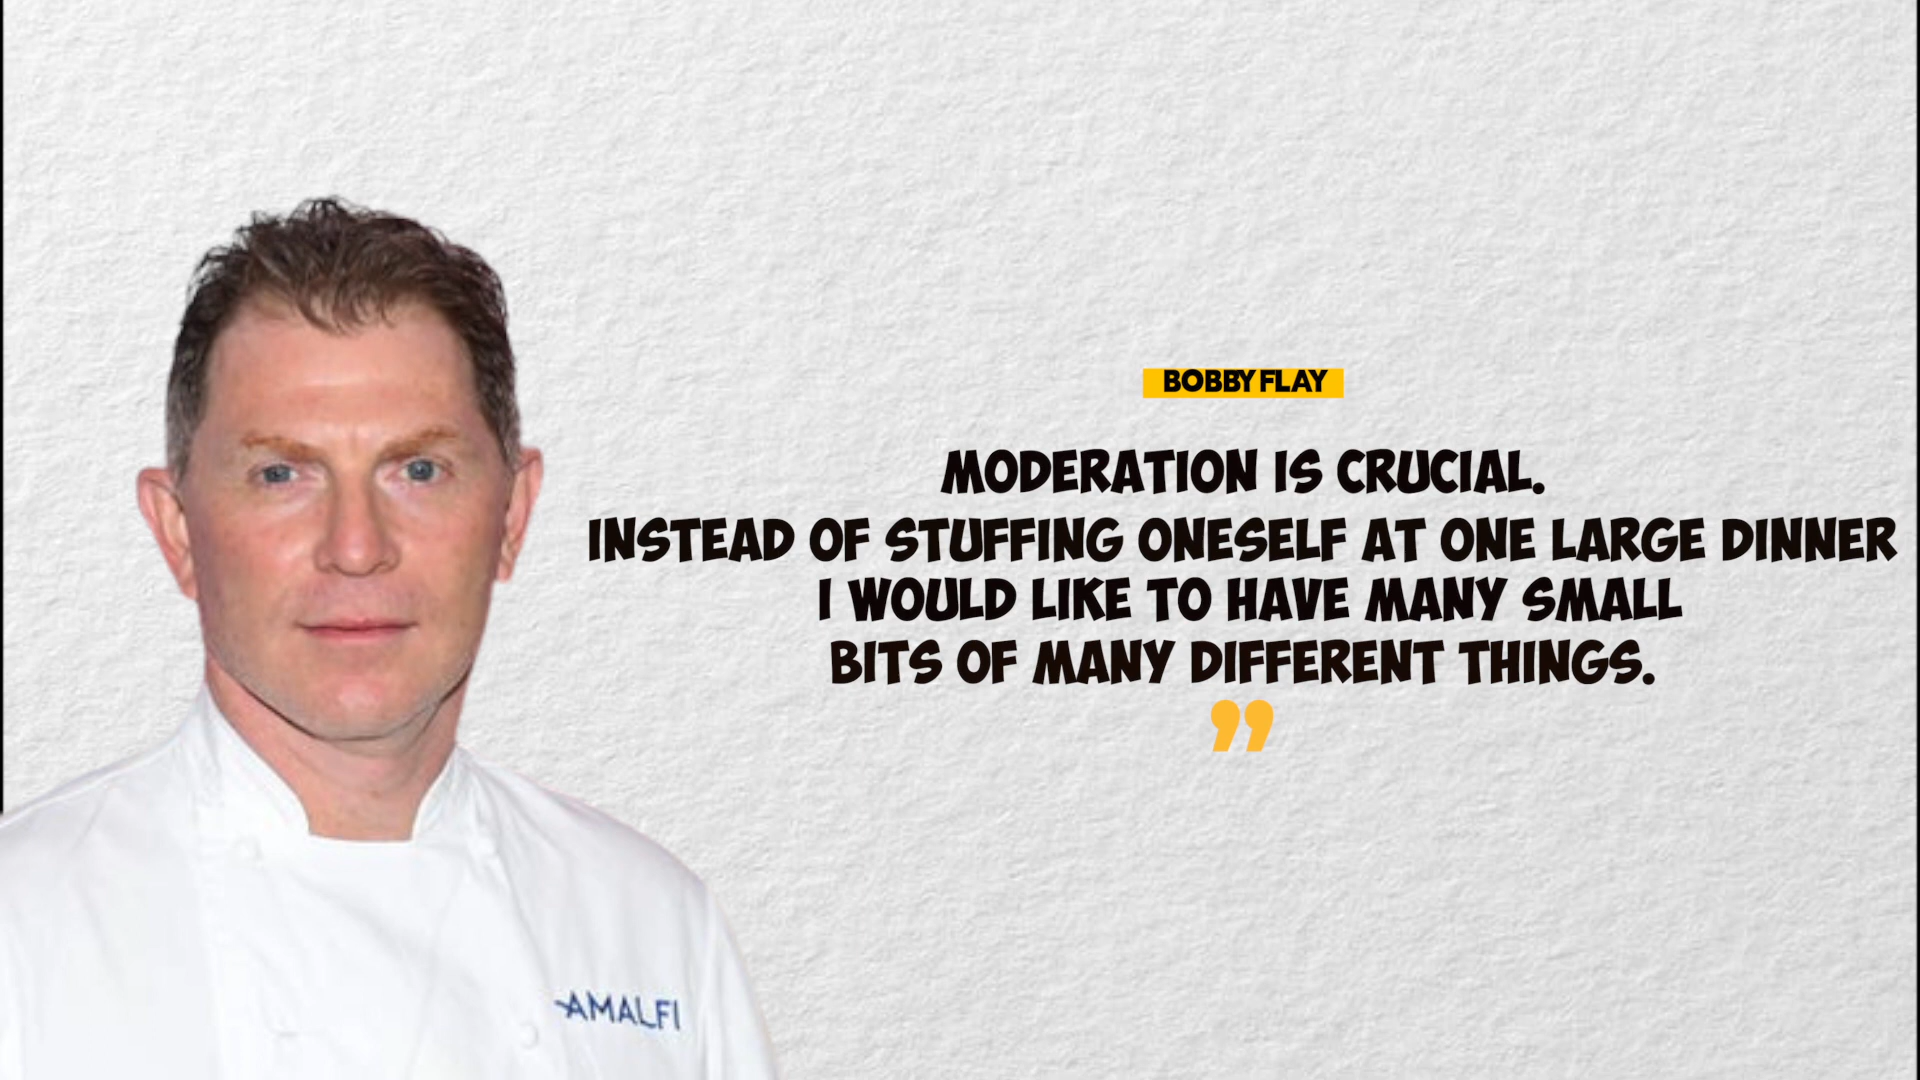 BOBBY FLAY
MODERATION IS CRUCIAL.
INSTEAD OF STUFFING ONESELF AT ONE LARGE DINNER
I WOULD LIKE TO HAVE MANY SMALL
BITS OF MANY DIFFERENT THINGS.
”
AMALFI